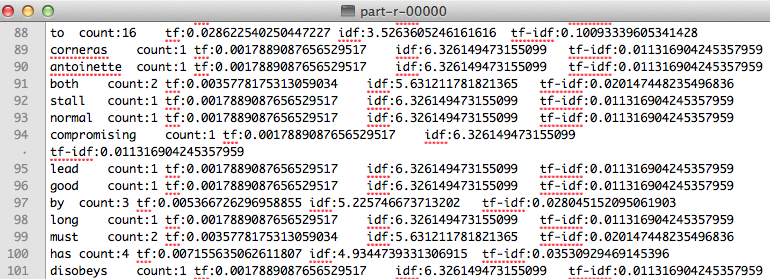 part-r-00000
88 to count:16 tf:0.028622540250447227 idf:3.5263605246161616 tf-idf:0.10093339605341428
89 corneras count:1 tf:0.0017889087656529517 idf:6.326149473155099 tf-idf:0.011316904245357959
90 antoinette count:1 tf:0.0017889087656529517 idf:6.326149473155099 tf-idf:0.011316904245357959
91 both count:2 tf:0.0035778175313059034 idf:5.631211781821365 tf-idf:0.020147448235496836
92 stall count:1 tf:0.0017889087656529517 idf:6.326149473155099 tf-idf:0.011316904245357959
93 normal count:1 tf:0.0017889087656529517 idf:6.326149473155099 tf-idf:0.011316904245357959
94 compromising count:1 tf:0.0017889087656529517 idf:6.326149473155099
· tf-idf:0.011316904245357959
95 lead count:1 tf:0.0017889087656529517 idf:6.326149473155099 tf-idf:0.011316904245357959
96 good count:1 tf:0.0017889087656529517 idf:6.326149473155099 tf-idf:0.011316904245357959
97 by count:3 tf:0.005366726296958855 idf:5.225746673713202 tf-idf:0.028045152095061903
98 long count:1 tf:0.0017889087656529517 idf:6.326149473155099 tf-idf:0.011316904245357959
99 must count:2 tf:0.0035778175313059034 idf:5.631211781821365 tf-idf:0.020147448235496836
100 has count:4 tf:0.007155635062611807 idf:4.9344739331306915 tf-idf:0.03530929469145396
101 disobeys count:1 tf:0.0017889087656529517 idf:6.326149473155099 tf-idf:0.011316904245357959